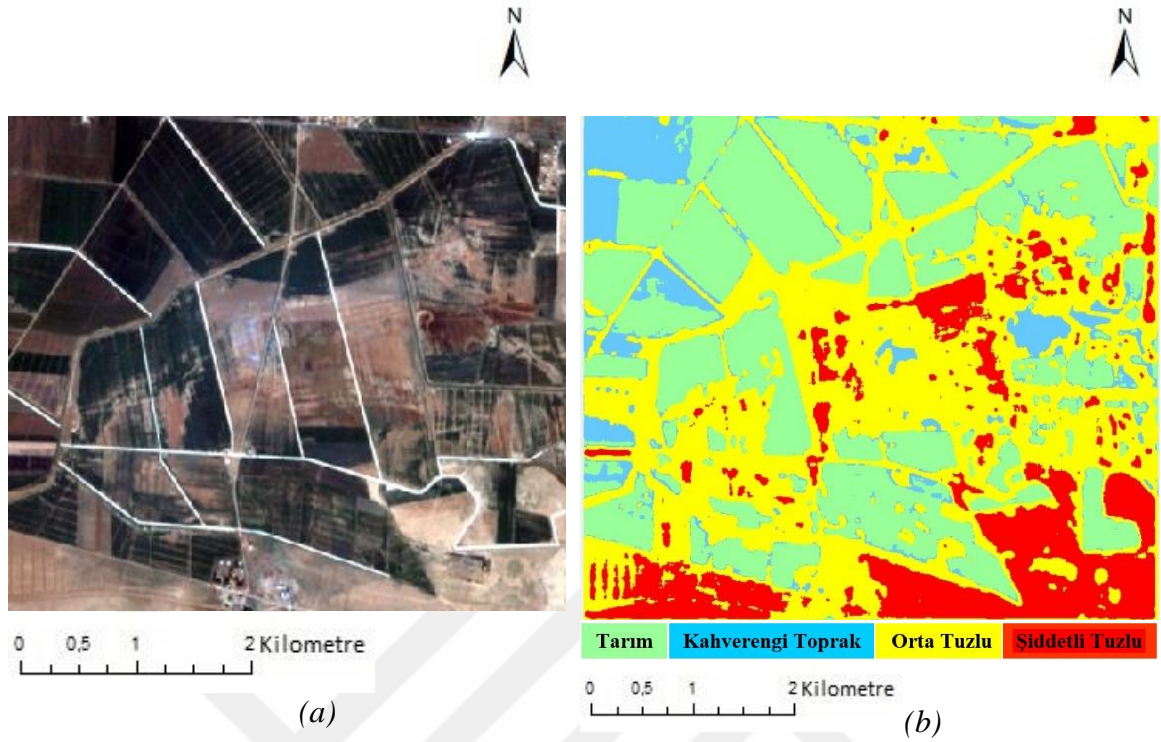 N
N
Tarım Kahverengi Toprak Orta Tuzlu Şiddetli Tuzlu
0 0,5 1 2 Kilometre
0 0,5 1 2 Kilometre
(a)
(b)